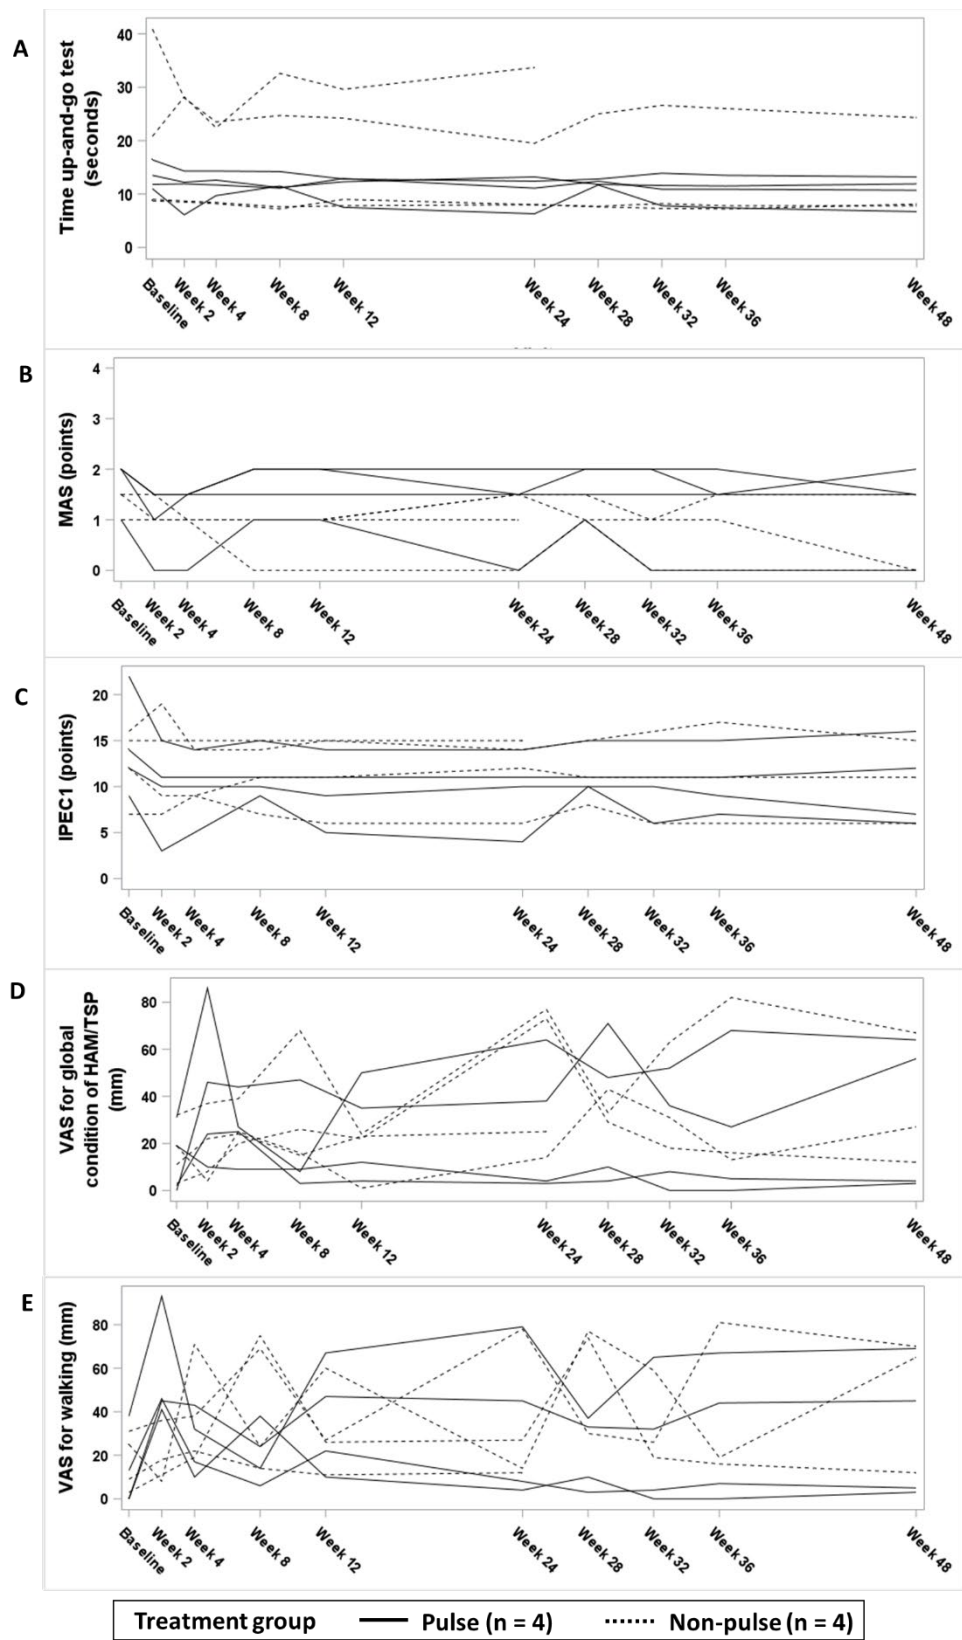 A
Time up-and-go test
(seconds)
40
30
20
10
0
Baseline
Week 2
Week 4
Week 8
Week 12
Week 24
Week 28
Week 32
Week 36
Week 48
B
MAS (points)
4
3
2
1
0
Baseline
Week 2
Week 4
Week 8
Week 12
Week 24
Week 28
Week 32
Week 36
Week 48
C
IPEC1 (points)
20
15
10
5
0
Baseline
Week 2
Week 4
Week 8
Week 12
Week 24
Week 28
Week 32
Week 36
Week 48
D
VAS for global
condition of HAM/TSP
(mm)
80
60
40
20
0
Baseline
Week 2
Week 4
Week 8
Week 12
Week 24
Week 28
Week 32
Week 36
Week 48
E
VAS for walking (mm)
80
60
40
20
0
Baseline
Week 2
Week 4
Week 8
Week 12
Week 24
Week 28
Week 32
Week 36
Week 48
Treatment group Pulse (n = 4) Non-pulse (n = 4)